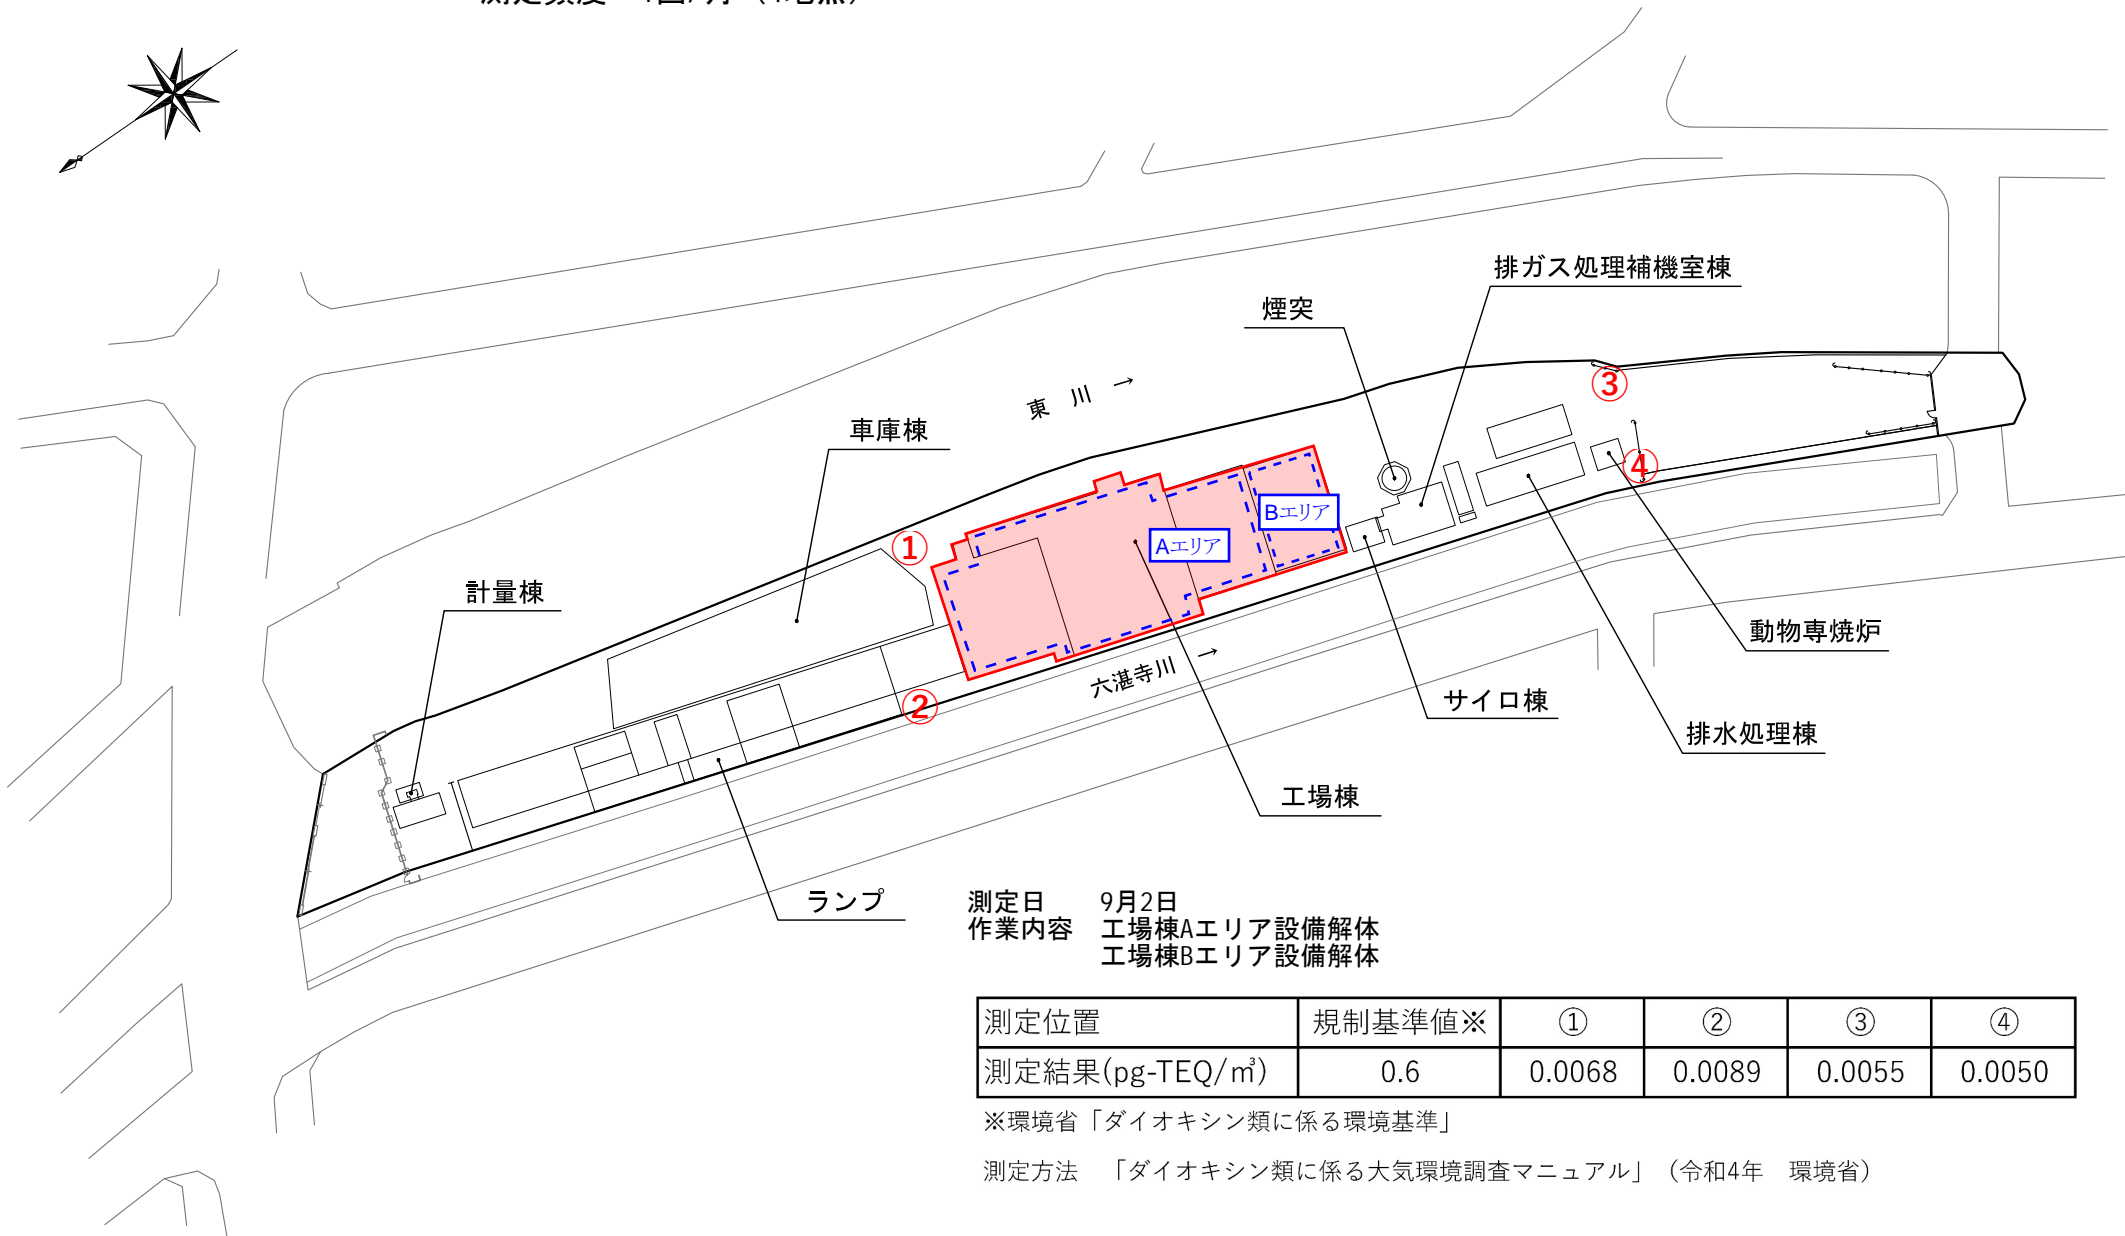 排ガス処理補機室棟
煙突
③
東 川 →
車庫棟
④
Bエリア
Aエリア
①
計量棟
動物専焼炉
六湛寺川 →
サイロ棟
②
排水処理棟
工場棟
ランプ
測定日 9月2日
作業内容 工場棟Aエリア設備解体
工場棟Bエリア設備解体
測定位置 規制基準値※ ① ② ③ ④
測定結果(pg-TEQ/㎥) 0.6 0.0068 0.0089 0.0055 0.0050
※環境省「ダイオキシン類に係る環境基準」
測定方法 「ダイオキシン類に係る大気環境調査マニュアル」（令和4年 環境省）